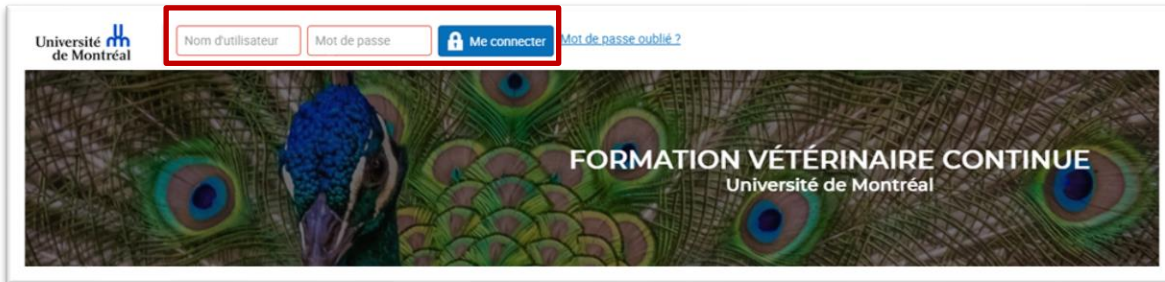 Université de Montréal
Nom d'utilisateur
Mot de passe
Me connecter
Mot de passe oublié ?
FORMATION VÉTÉRINAIRE CONTINUE
Université de Montréal